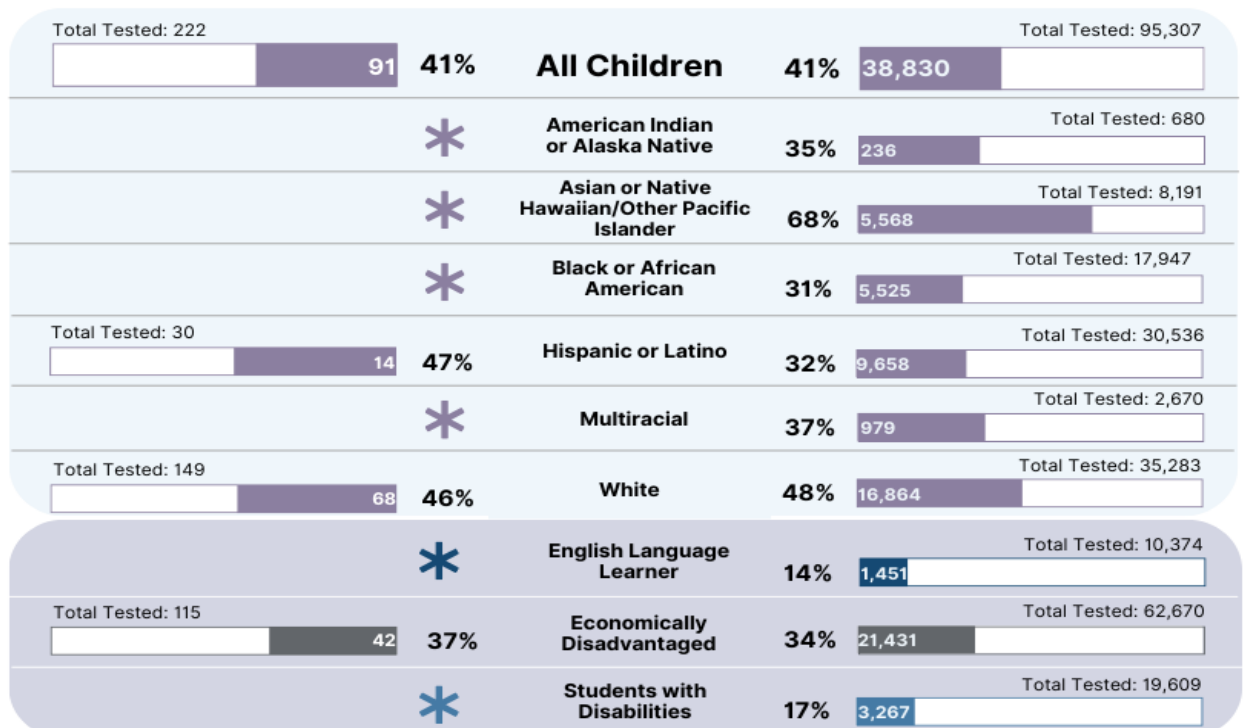 Total Tested: 222
Total Tested: 95,307
91 41% All Children 41% 38,830
Total Tested: 680
* American Indian
or Alaska Native
35% 236
Total Tested: 8,191
* Asian or Native
Hawaiian/Other Pacific
Islander
68% 5,568
Total Tested: 17,947
* Black or African
American
31% 5,525
Total Tested: 30
Total Tested: 30,536
14 47% Hispanic or Latino 32% 9,658
Total Tested: 2,670
* Multiracial 37% 979
Total Tested: 149
Total Tested: 35,283
68 46% White 48% 16,864
Total Tested: 10,374
* English Language
Learner
14% 1,451
Total Tested: 115
Total Tested: 62,670
42 37% Economically
Disadvantaged
34% 21,431
Total Tested: 19,609
* Students with
Disabilities
17% 3,267